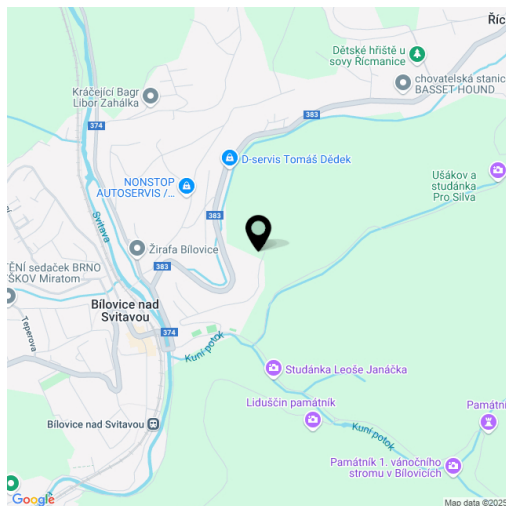 Říc
Dětské hřiště u
sovy Řícmanice
chovatelská stanic
BASSET HOUND
Kráčející Bagr
Libor Zahálka
383
374
D-servis Tomáš Dědek
NONSTOP
AUTOSERVIS /...
Ušákov a
studánka
Pro Silva
383
Svitava
Žirafa Bílovice
383
TĚNÍ sedaček BRNO
ŠKOV Miratom
Bílovice nad
Svitavou
Teperova
374
Kuní potok
Studánka Leoše Janáčka
Liduščin památník
Památník
Bílovice nad Svitavou
Kuní potok
Památník 1. vánočního
stromu v Bílovicích
Google
Map data ©2025